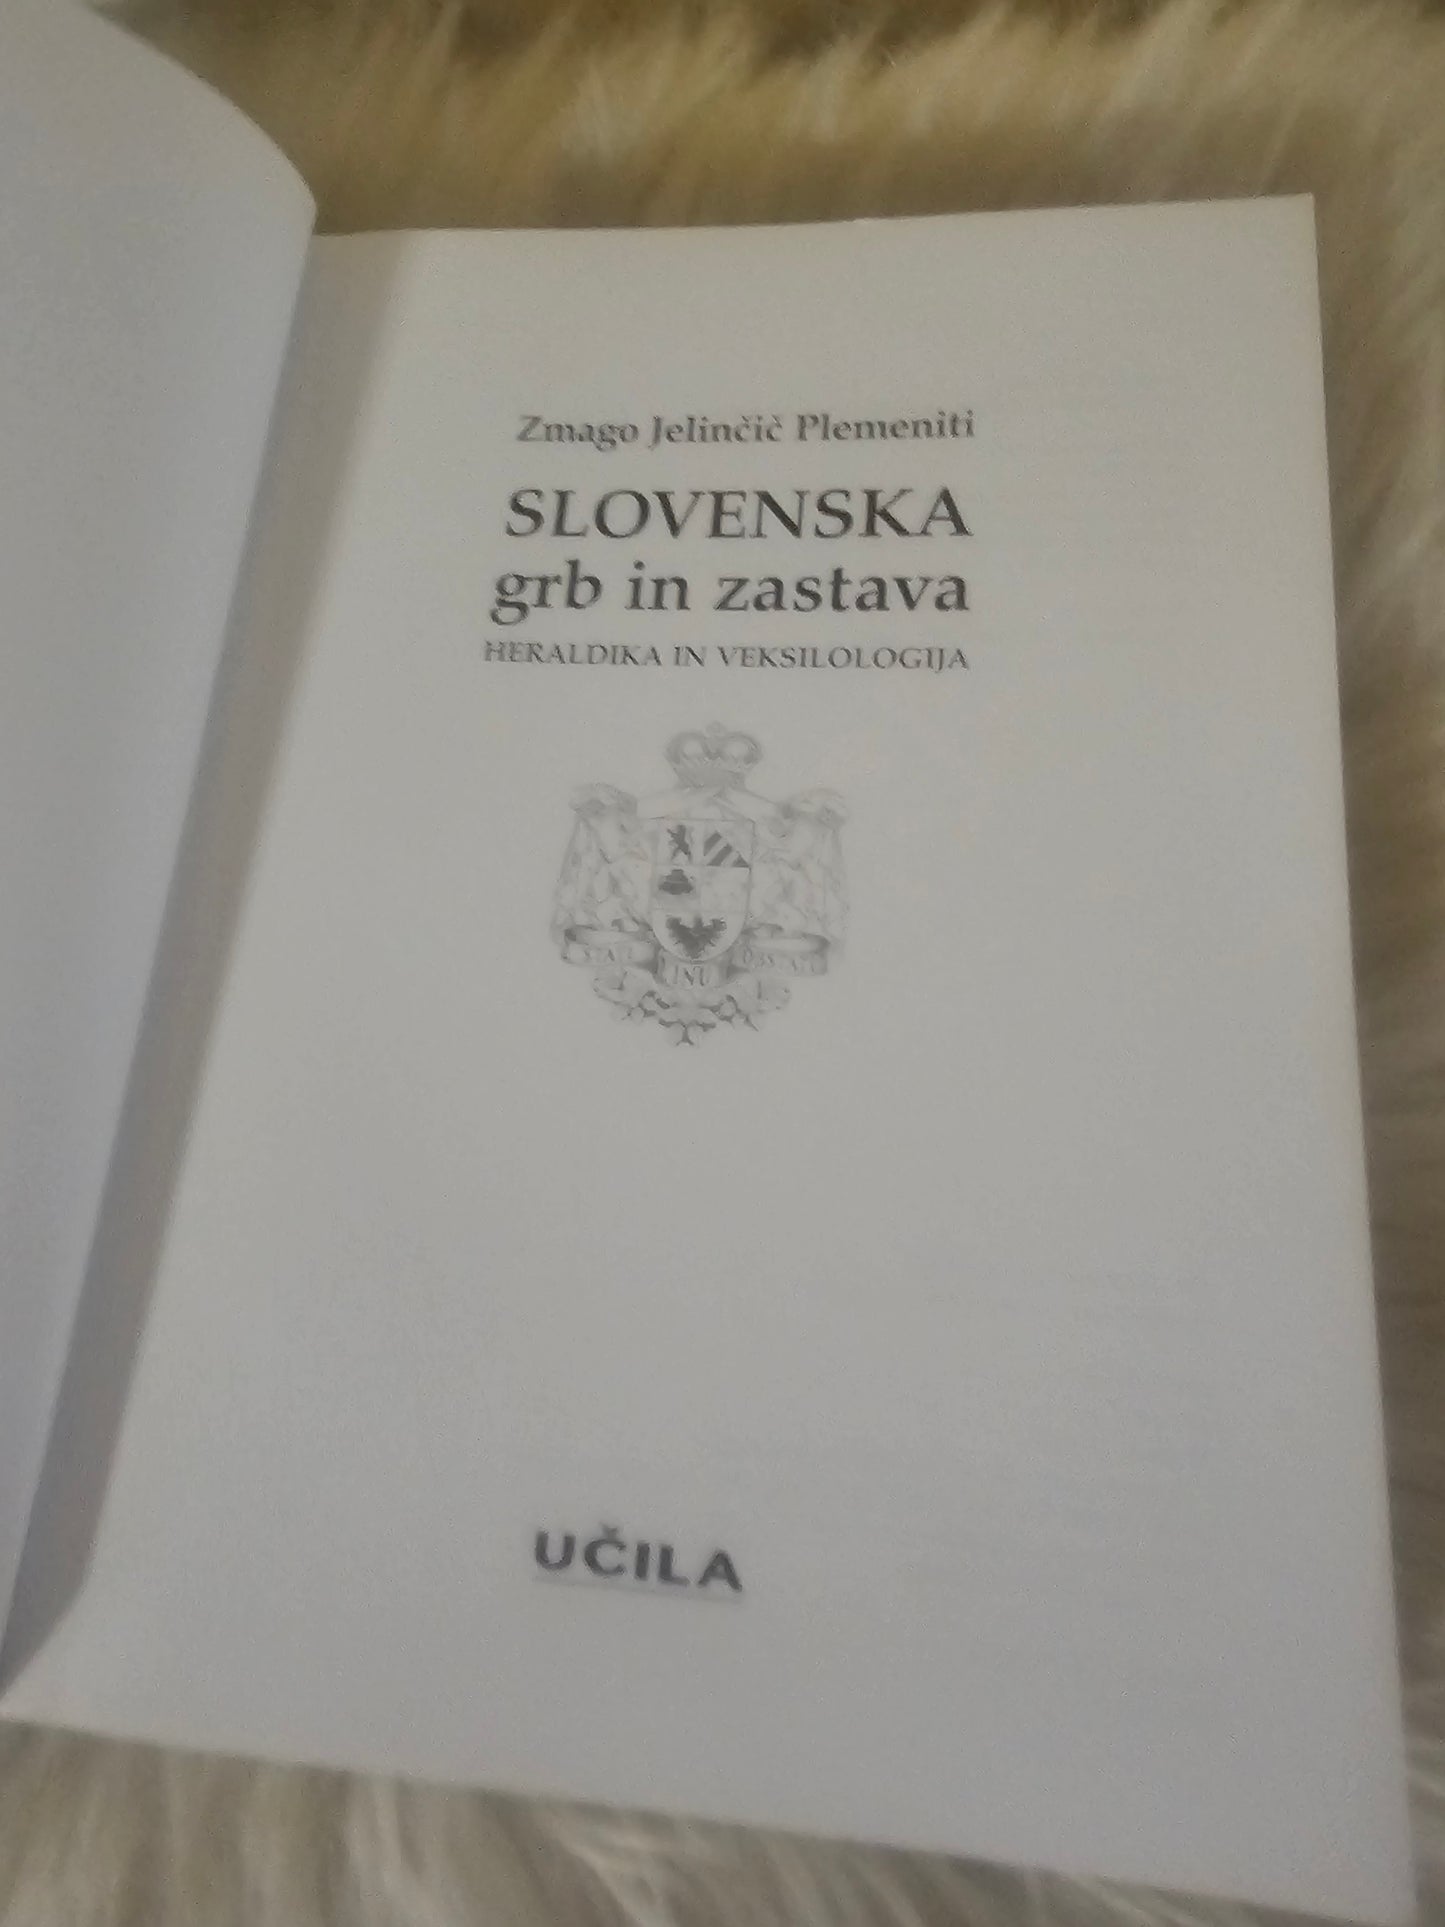 Zmago Jelinčič Plemeniti
SLOVENSKA
grb in zastava
HERALDIKA IN VEKSILOLOGIJA
UČILA